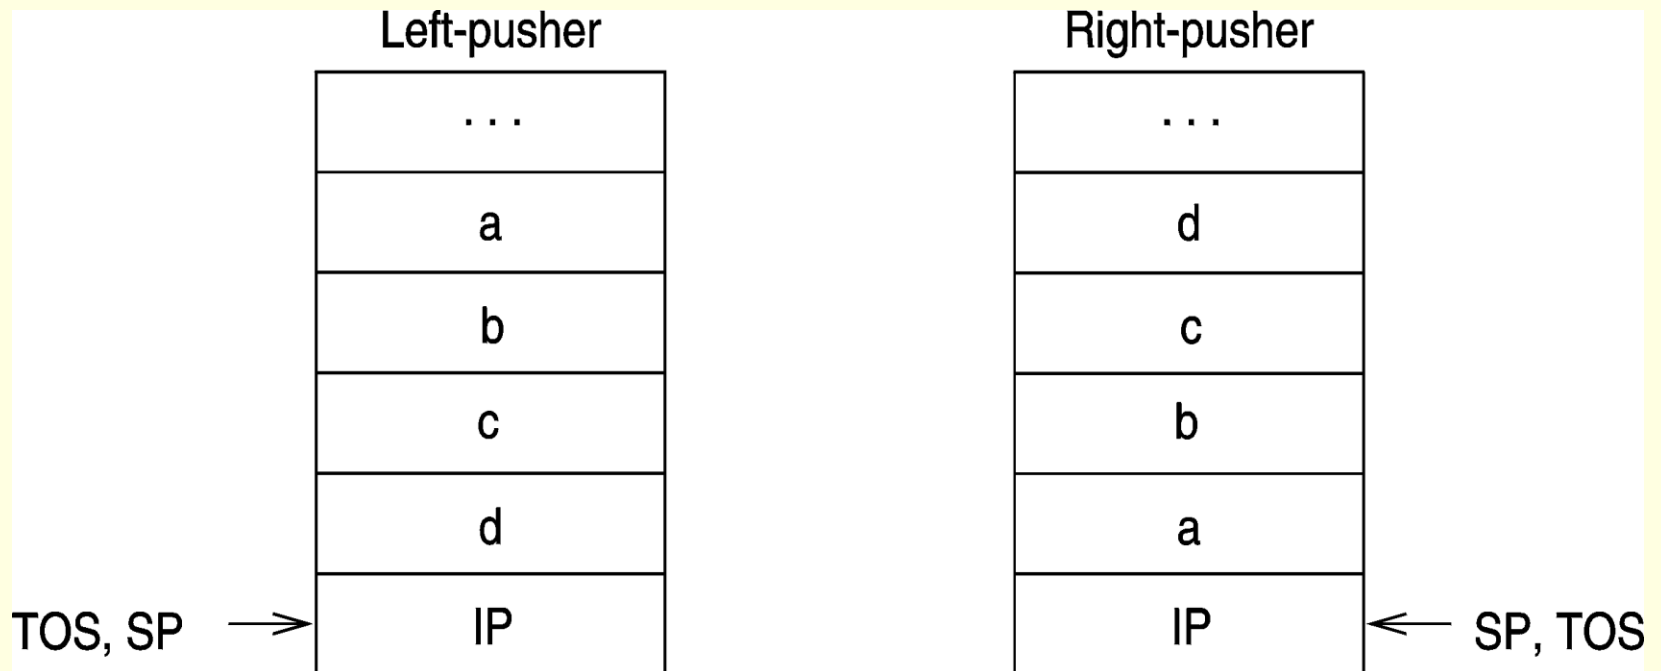 Left-pusher
Right-pusher
. . .
. . .
a
d
b
c
c
b
d
a
TOS, SP
IP
IP
SP, TOS